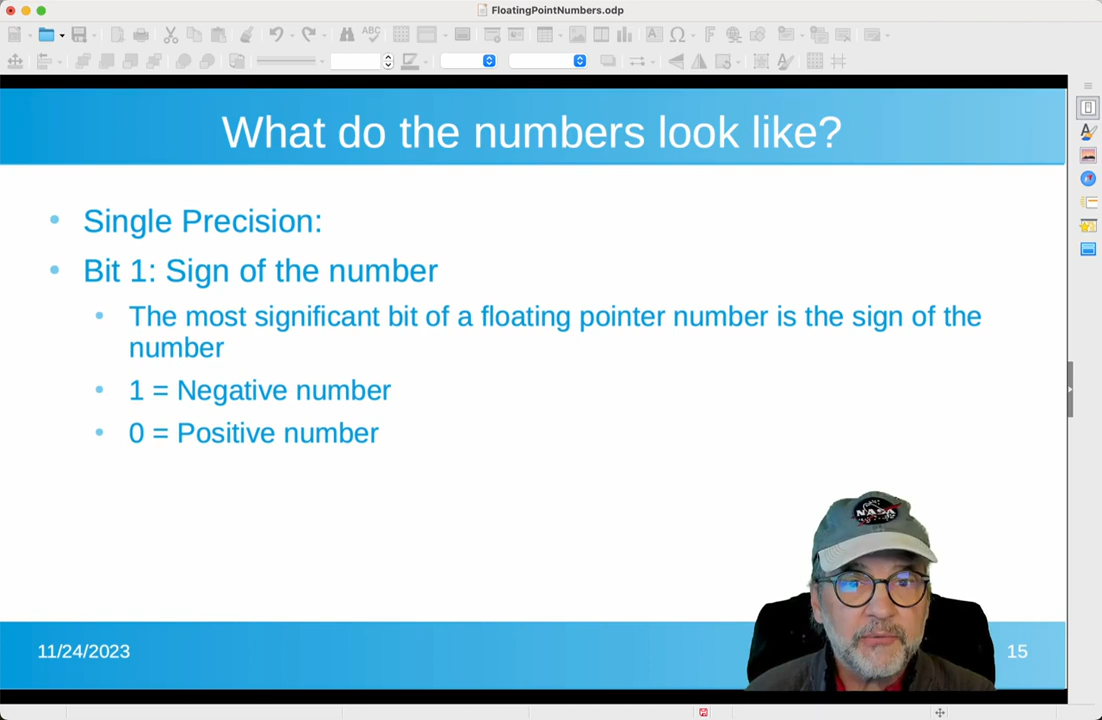 FloatingPointNumbers.odp
ABC
What do the numbers look like?
Single Precision:
Bit 1: Sign of the number
The most significant bit of a floating pointer number is the sign of the
number
1 = Negative number
0 = Positive number
NASA
11/24/2023
15